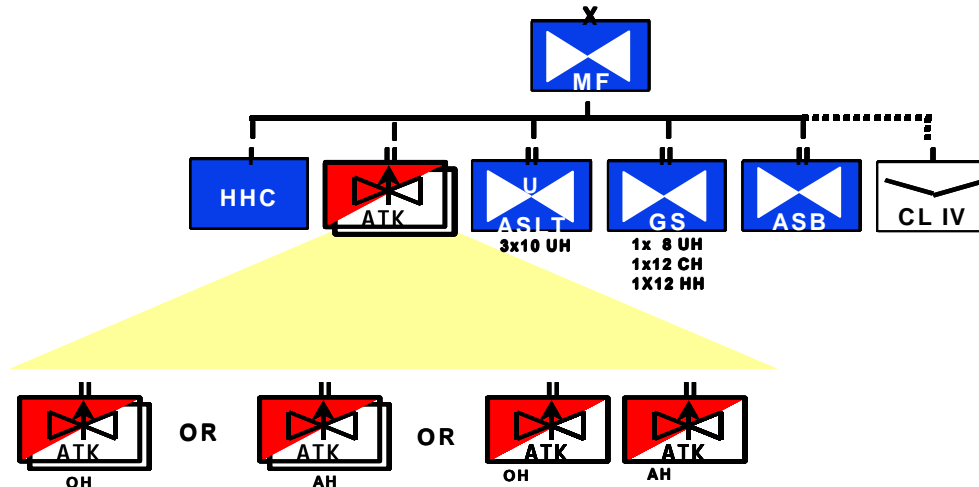 X
MF
HHC
ATK
U
ASLT
3x10 UH
GS
1x 8 UH
1x12 CH
1X12 HH
ASB
CL IV
ATK
OH
OR
ATK
AH
OR
ATK
OH
ATK
AH